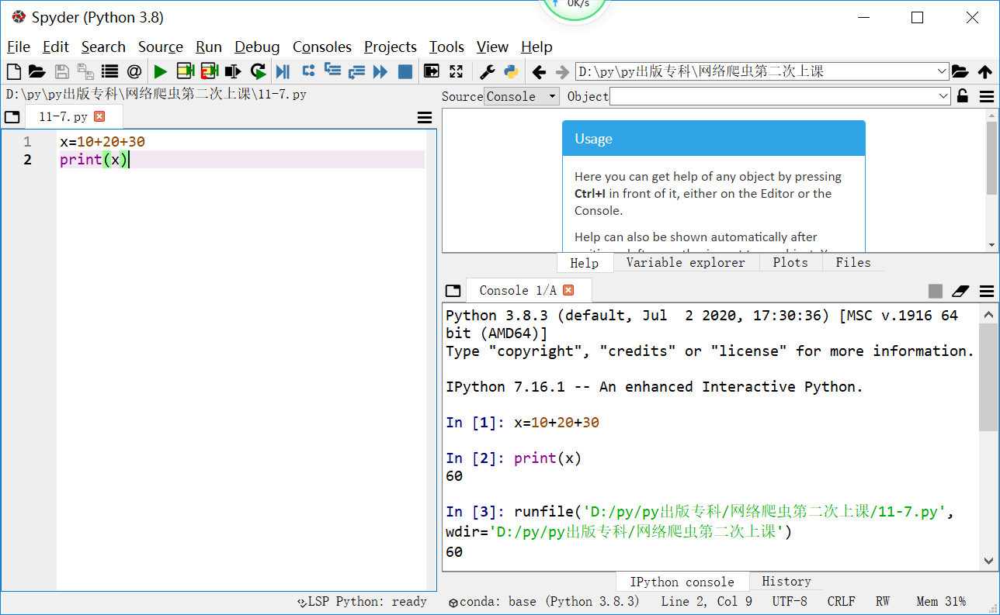 Spyder (Python 3.8)
0K/s
File Edit Search Source Run Debug Consoles Projects Tools View Help
D:\py\py出版专科\网络爬虫第二次上课
D:\py\py出版专科\网络爬虫第二次上课\11-7.py
Source Console Object
11-7.py
1 x=10+20+30
2 print(x)
Usage
Here you can get help of any object by pressing
Ctrl+I in front of it, either on the Editor or the
Console.
Help can also be shown automatically after
Help Variable explorer Plots Files
Console 1/A
Python 3.8.3 (default, Jul  2 2020, 17:30:36) [MSC v.1916 64
bit (AMD64)]
Type "copyright", "credits" or "license" for more information.
IPython 7.16.1 -- An enhanced Interactive Python.
In [1]: x=10+20+30
In [2]: print(x)
60
In [3]: runfile('D:/py/py出版专科/网络爬虫第二次上课/11-7.py',
wdir='D:/py/py出版专科/网络爬虫第二次上课')
60
IPython console History
LSP Python: ready conda: base (Python 3.8.3) Line 2, Col 9 UTF-8 CRLF RW Mem 31%